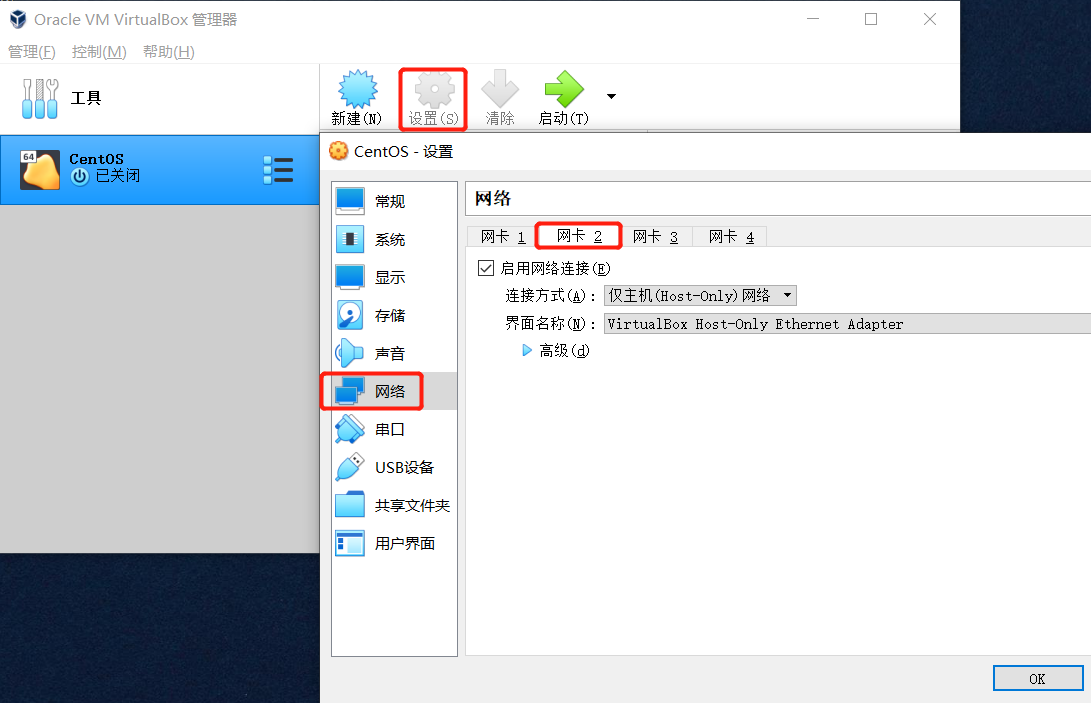 Oracle VM VirtualBox 管理器
管理(F) 控制(M) 帮助(H)
工具
新建(N) 设置(S) 清除 启动(T)
64
CentOS
已关闭
CentOS - 设置
常规
系统
显示
存储
声音
网络
串口
USB设备
共享文件夹
用户界面
网络
网卡 1 网卡 2 网卡 3 网卡 4
启用网络连接(E)
连接方式(A)： 仅主机(Host-Only)网络
界面名称(N)： VirtualBox Host-Only Ethernet Adapter
高级(d)
OK